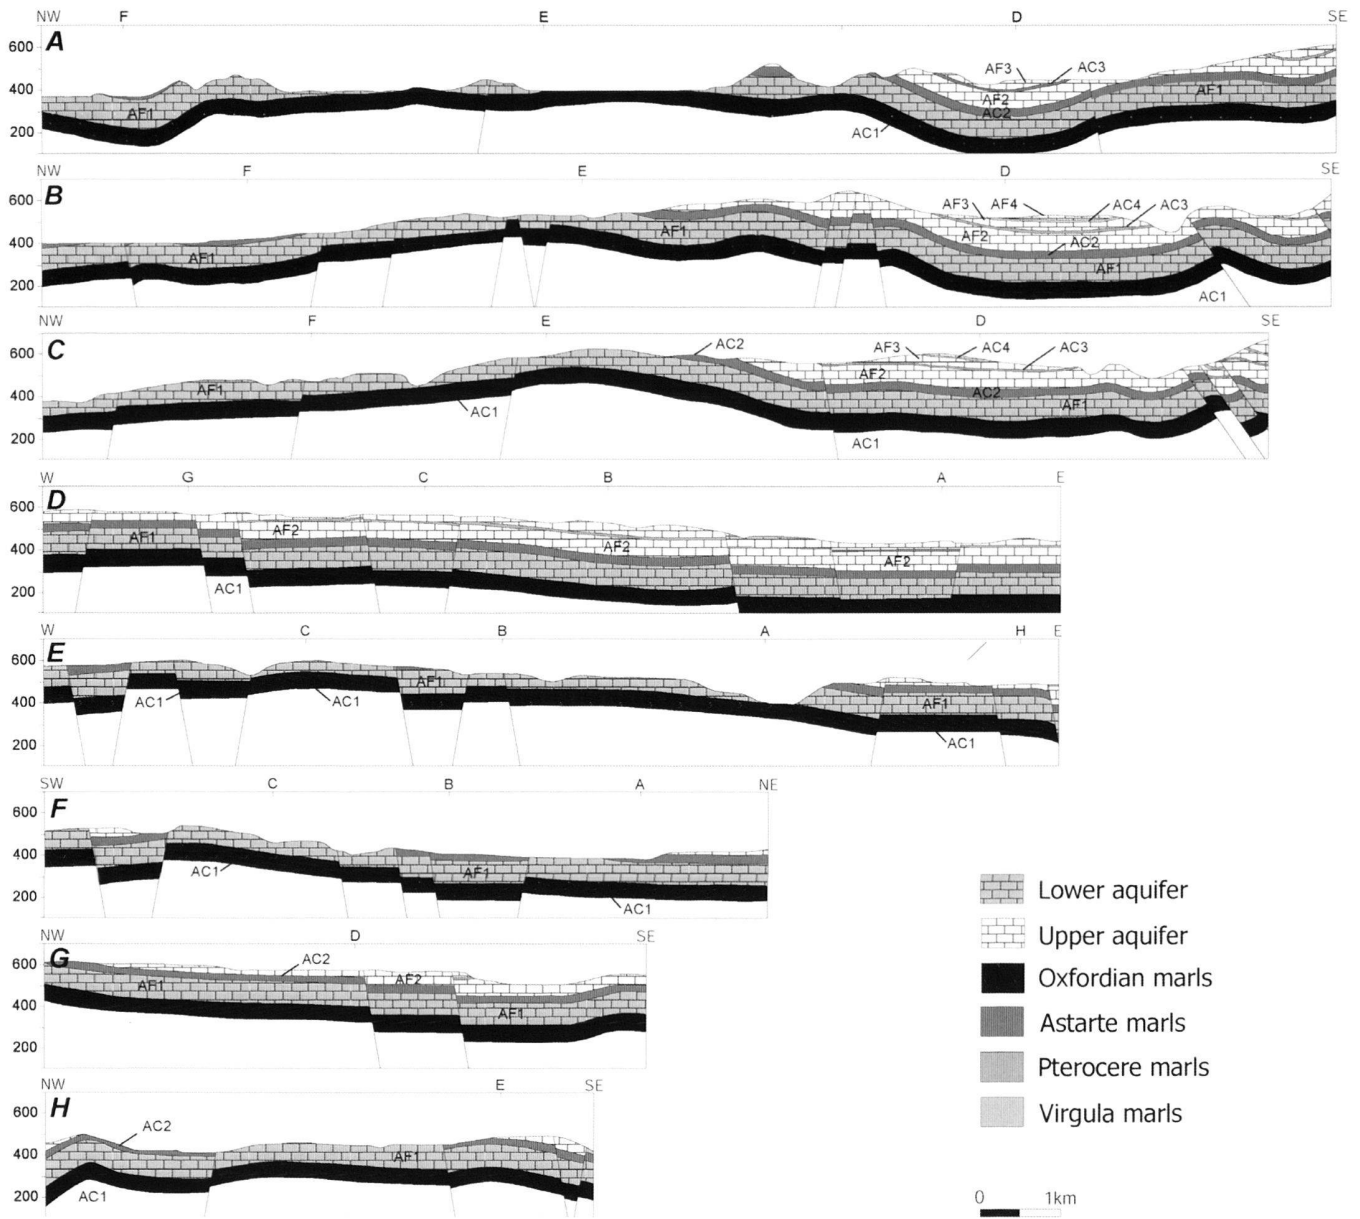 NW F E D SE
A
600
400
200
AF1 AC1 AF3 AC3 AF2 AC2 AF1
NW F E D SE
B
600
400
200
AF1 AF1 AF3 AF4 AC4 AC3 AF2 AC2 AF1 AC1
NW F E D SE
C
600
400
200
AF1 AC1 AC2 AF3 AC4 AC3 AF2 AC2 AF1 AC1
W G C B A E
D
600
400
200
AF1 AC1 AF2 AF2 AF2
W C B A H E
E
600
400
200
AC1 AC1 AF1 AF1 AC1
SW C B A NE
F
600
400
200
AC1 AF1 AC1
NW D SE
G
600
400
200
AF1 AC2 AF2 AF1
NW E SE
H
600
400
200
AC2 AC1 AF1
Lower aquifer
Upper aquifer
Oxfordian marls
Astarte marls
Pterocere marls
Virgula marls
0 1km